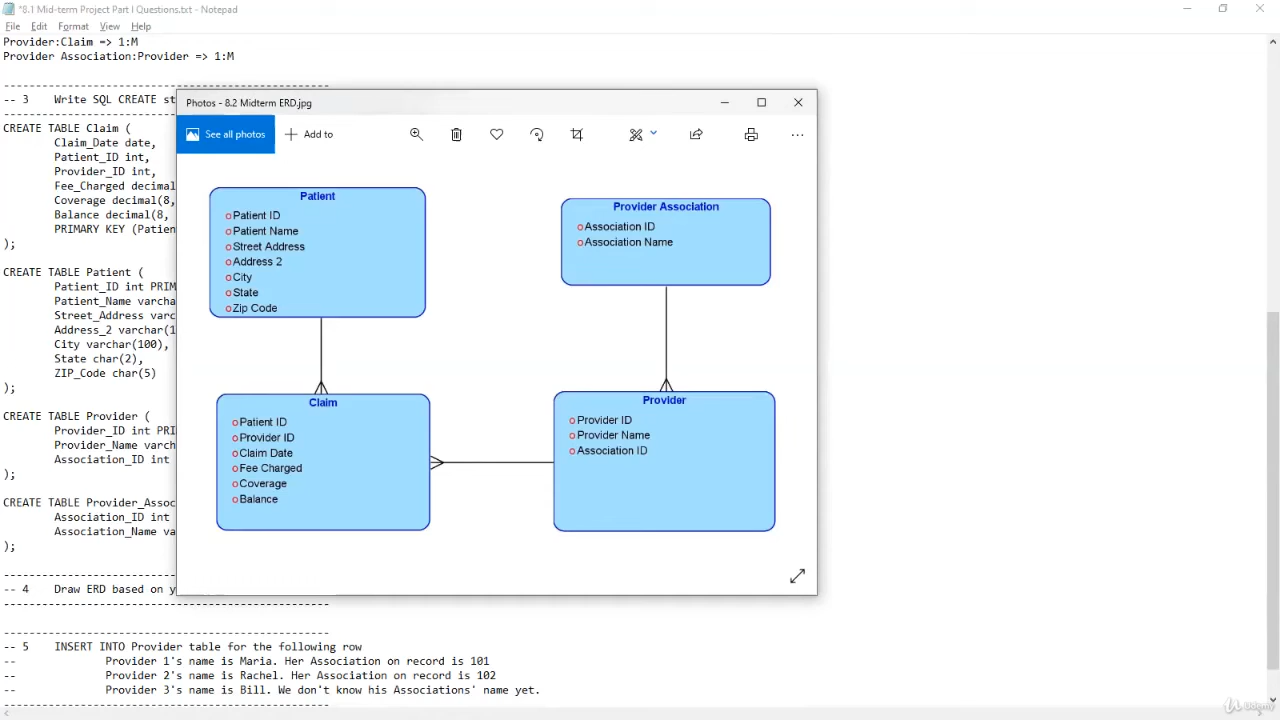 *8.1 Mid-term Project Part I Questions.txt - Notepad
File Edit Format View Help
Provider:Claim => 1:M
Provider Association:Provider => 1:M
-----------------------------------------------
-- 3 Write SQL CREATE st
CREATE TABLE Claim (
Claim_Date date,
Patient_ID int,
Provider_ID int,
Fee_Charged decimal
Coverage decimal(8,
Balance decimal(8,
PRIMARY KEY (Patien
);
CREATE TABLE Patient (
Patient_ID int PRIM
Patient_Name varcha
Street_Address varc
Address_2 varchar(1
City varchar(100),
State char(2),
ZIP_Code char(5)
);
CREATE TABLE Provider (
Provider_ID int PRI
Provider_Name varch
Association_ID int
);
CREATE TABLE Provider_Assoc
Association_ID int
Association_Name va
);
-- 4 Draw ERD based on y
-----------------------------------------------
-----------------------------------------------
-- 5 INSERT INTO Provider table for the following row
-- Provider 1's name is Maria. Her Association on record is 101
-- Provider 2's name is Rachel. Her Association on record is 102
-- Provider 3's name is Bill. We don't know his Associations' name yet.
-----------------------------------------------
Photos - 8.2 Midterm ERD.jpg
See all photos
Add to
Patient
Patient ID
Patient Name
Street Address
Address 2
City
State
Zip Code
Provider Association
Association ID
Association Name
Claim
Patient ID
Provider ID
Claim Date
Fee Charged
Coverage
Balance
Provider
Provider ID
Provider Name
Association ID
Udemy